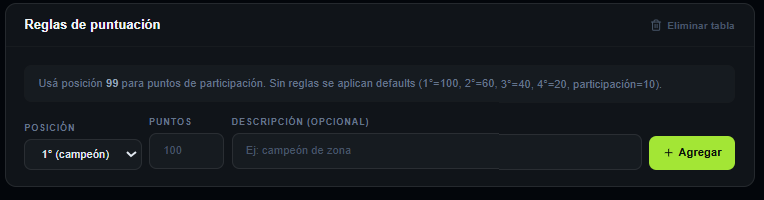 Reglas de puntuación
Eliminar tabla
Usá posición 99 para puntos de participación. Sin reglas se aplican defaults (1°=100, 2°=60, 3°=40, 4°=20, participación=10).
POSICIÓN
PUNTOS
DESCRIPCIÓN (OPCIONAL)
1° (campeón)
100
Ej: campeón de zona
+ Agregar